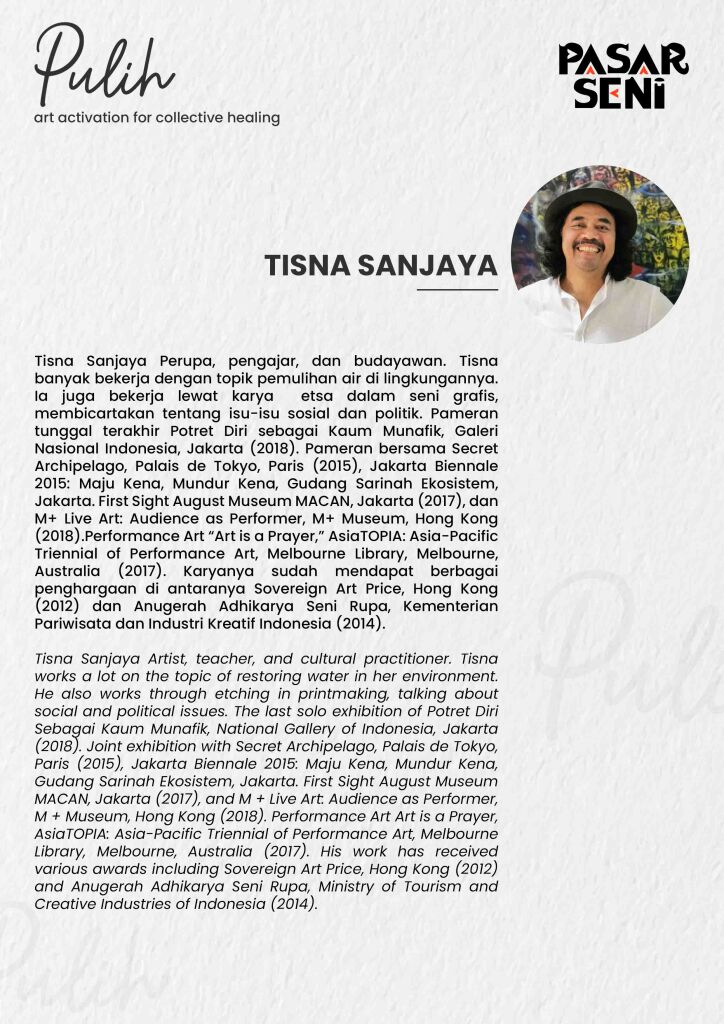 Pulih
art activation for collective healing
PASAR
SENI
TISNA SANJAYA
Tisna Sanjaya Perupa, pengajar, dan budayawan. Tisna
banyak bekerja dengan topik pemulihan air di lingkungannya.
Ia juga bekerja lewat karya etsa dalam seni grafis,
membicartakan tentang isu-isu sosial dan politik. Pameran
tunggal terakhir Potret Diri sebagai Kaum Munafik, Galeri
Nasional Indonesia, Jakarta (2018). Pameran bersama Secret
Archipelago, Palais de Tokyo, Paris (2015), Jakarta Biennale
2015: Maju Kena, Mundur Kena, Gudang Sarinah Ekosistem,
Jakarta. First Sight August Museum MACAN, Jakarta (2017), dan
M+ Live Art: Audience as Performer, M+ Museum, Hong Kong
(2018).Performance Art “Art is a Prayer,” AsiaTOPIA: Asia-Pacific
Triennial of Performance Art, Melbourne Library, Melbourne,
Australia (2017). Karyanya sudah mendapat berbagai
penghargaan di antaranya Sovereign Art Price, Hong Kong
(2012) dan Anugerah Adhikarya Seni Rupa, Kementerian
Pariwisata dan Industri Kreatif Indonesia (2014).
Tisna Sanjaya Artist, teacher, and cultural practitioner. Tisna
works a lot on the topic of restoring water in her environment.
He also works through etching in printmaking, talking about
social and political issues. The last solo exhibition of Potret Diri
Sebagai Kaum Munafik, National Gallery of Indonesia, Jakarta
(2018). Joint exhibition with Secret Archipelago, Palais de Tokyo,
Paris (2015), Jakarta Biennale 2015: Maju Kena, Mundur Kena,
Gudang Sarinah Ekosistem, Jakarta. First Sight August Museum
MACAN, Jakarta (2017), and M + Live Art: Audience as Performer,
M + Museum, Hong Kong (2018). Performance Art Art is a Prayer,
AsiaTOPIA: Asia-Pacific Triennial of Performance Art, Melbourne
Library, Melbourne, Australia (2017). His work has received
various awards including Sovereign Art Price, Hong Kong (2012)
and Anugerah Adhikarya Seni Rupa, Ministry of Tourism and
Creative Industries of Indonesia (2014).
Puli
Pulih